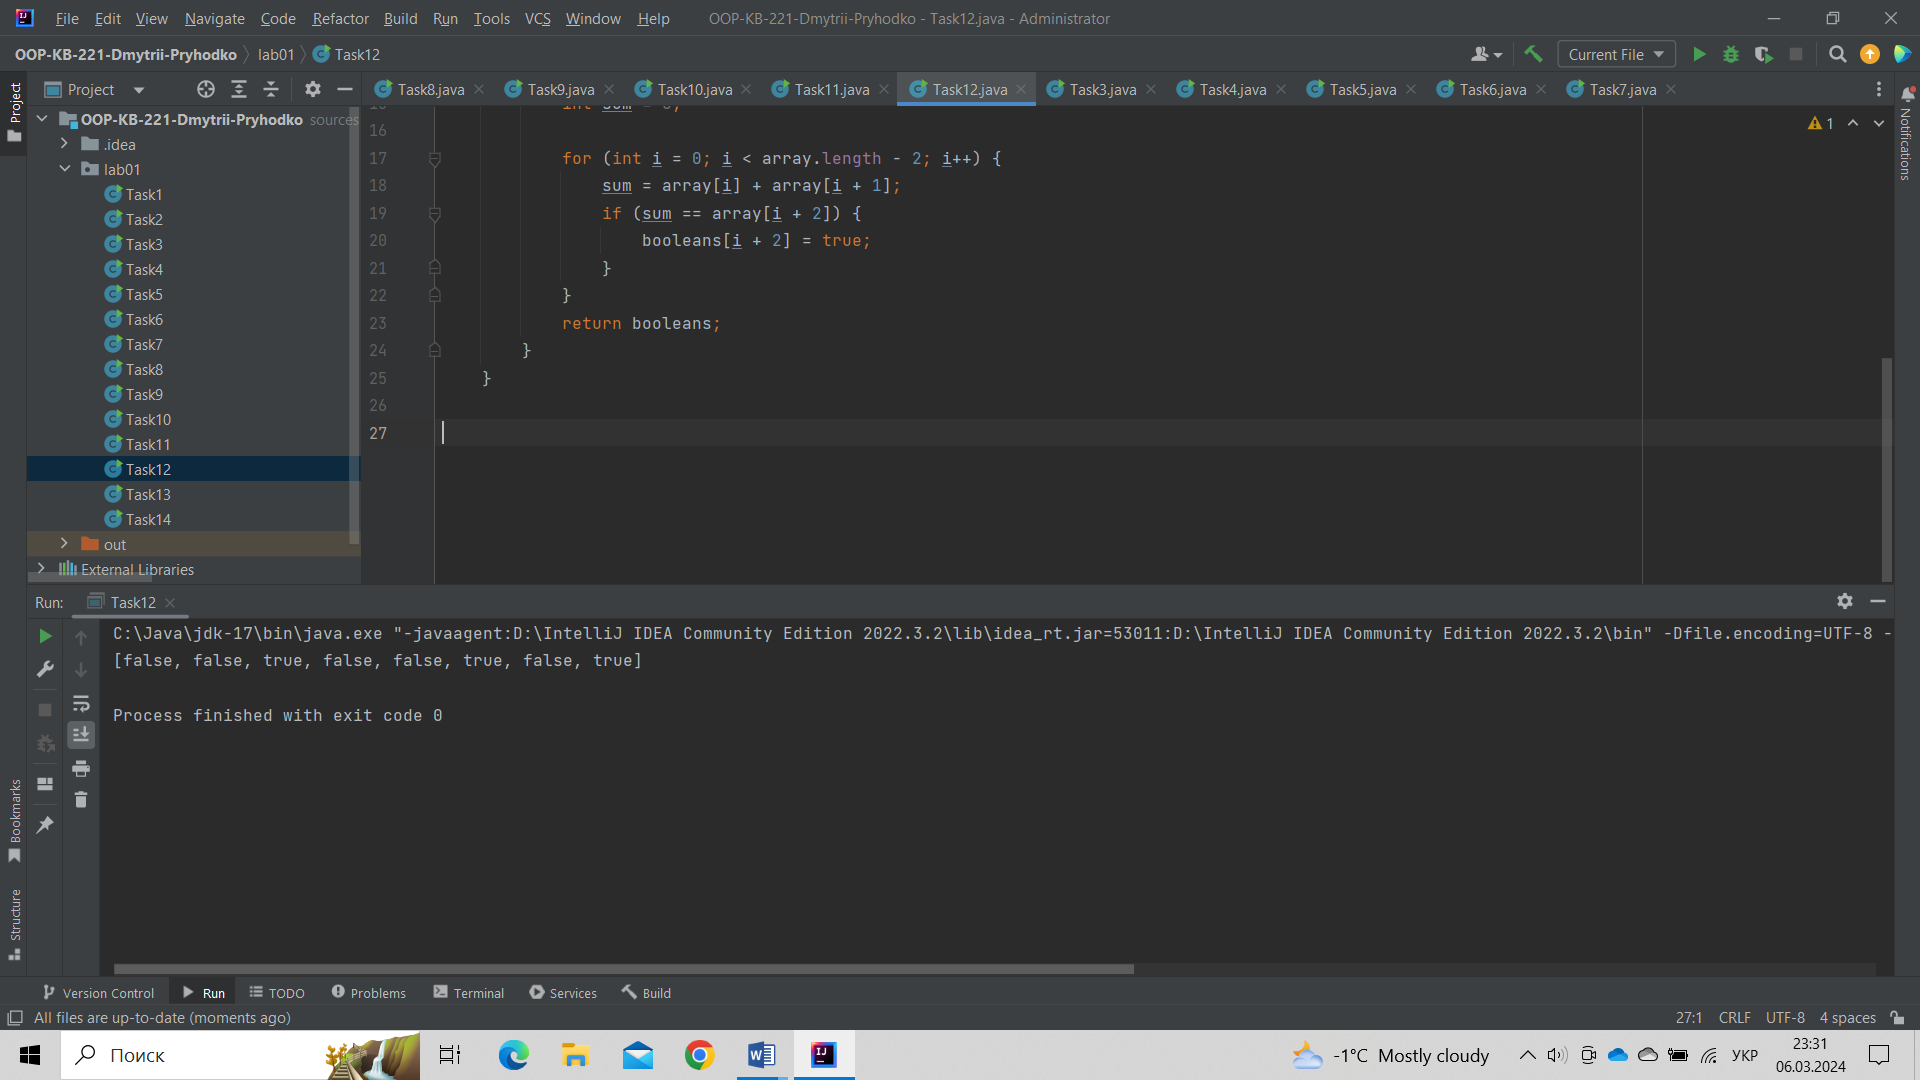 File Edit View Navigate Code Refactor Build Run Tools VCS Window Help OOP-KB-221-Dmytrii-Pryhodko - Task12.java - Administrator
OOP-KB-221-Dmytrii-Pryhodko lab01 Task12 Current File
Project Task8.java Task9.java Task10.java Task11.java Task12.java Task3.java Task4.java Task5.java Task6.java Task7.java
Project
Notifications
OOP-KB-221-Dmytrii-Pryhodko sources
.idea
lab01
Task1
Task2
Task3
Task4
Task5
Task6
Task7
Task8
Task9
Task10
Task11
Task12
Task13
Task14
out
External Libraries
1
16
17 for (int i = 0; i < array.length - 2; i++) {
18 sum = array[i] + array[i + 1];
19 if (sum == array[i + 2]) {
20 booleans[i + 2] = true;
21 }
22 }
23 return booleans;
24 }
25 }
26
27
Run: Task12
C:\Java\jdk-17\bin\java.exe "-javaagent:D:\IntelliJ IDEA Community Edition 2022.3.2\lib\idea_rt.jar=53011:D:\IntelliJ IDEA Community Edition 2022.3.2\bin" -Dfile.encoding=UTF-8 -
[false, false, true, false, false, true, false, true]
Process finished with exit code 0
Bookmarks
Structure
Version Control Run TODO Problems Terminal Services Build
All files are up-to-date (moments ago) 27:1 CRLF UTF-8 4 spaces
Поиск -1°C Mostly cloudy УКР 23:31
06.03.2024